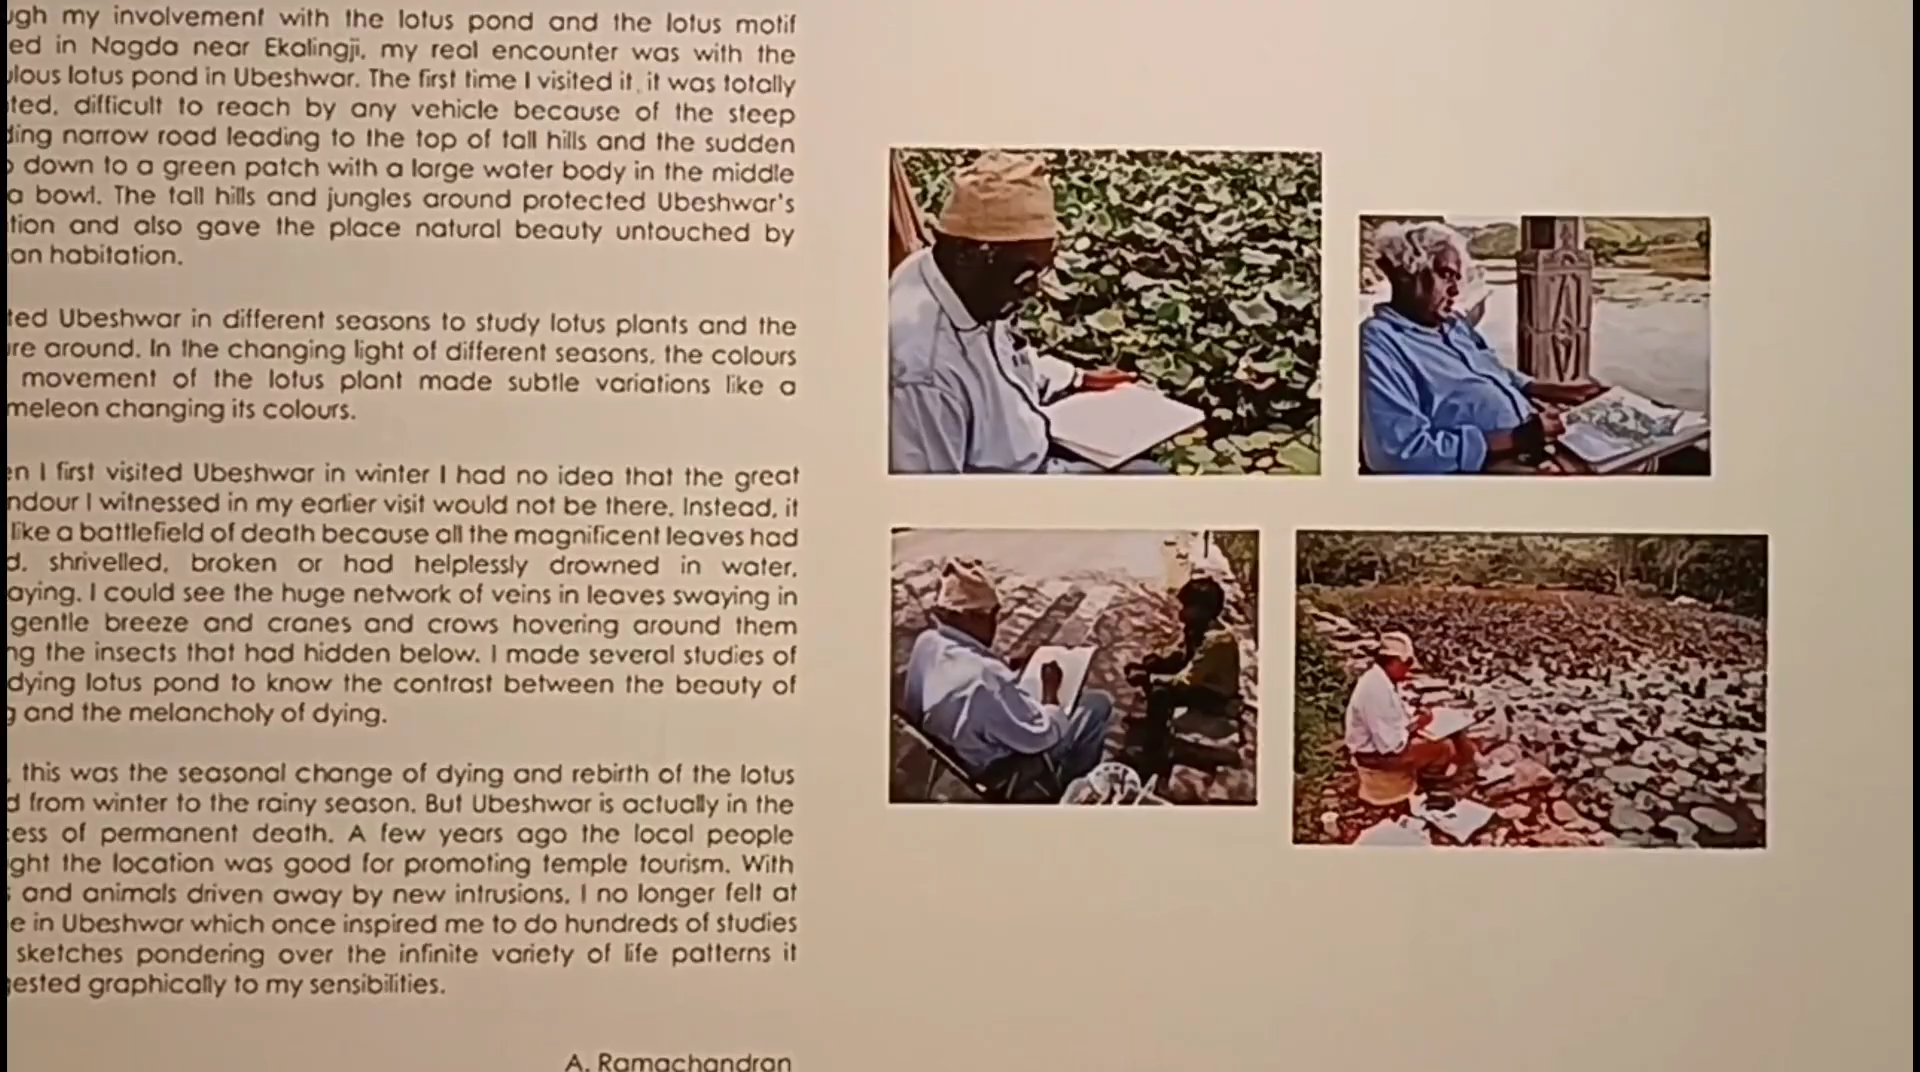 ugh my involvement with the lotus pond and the lotus motif
ed in Nagda near Ekalingji, my real encounter was with the
ulous lotus pond in Ubeshwar. The first time I visited it, it was totally
ted, difficult to reach by any vehicle because of the steep
ding narrow road leading to the top of tall hills and the sudden
down to a green patch with a large water body in the middle
a bowl. The tall hills and jungles around protected Ubeshwar's
tion and also gave the place natural beauty untouched by
an habitation.
ted Ubeshwar in different seasons to study lotus plants and the
re around. In the changing light of different seasons, the colours
movement of the lotus plant made subtle variations like a
meleon changing its colours.
en I first visited Ubeshwar in winter I had no idea that the great
ndour I witnessed in my earlier visit would not be there. Instead, it
like a battlefield of death because all the magnificent leaves had
d, shrivelled, broken or had helplessly drowned in water,
aying. I could see the huge network of veins in leaves swaying in
gentle breeze and cranes and crows hovering around them
ng the insects that had hidden below. I made several studies of
dying lotus pond to know the contrast between the beauty of
g and the melancholy of dying.
, this was the seasonal change of dying and rebirth of the lotus
d from winter to the rainy season. But Ubeshwar is actually in the
cess of permanent death. A few years ago the local people
ght the location was good for promoting temple tourism. With
s and animals driven away by new intrusions, I no longer felt at
e in Ubeshwar which once inspired me to do hundreds of studies
sketches pondering over the infinite variety of life patterns it
gested graphically to my sensibilities.
A. Ramachandran